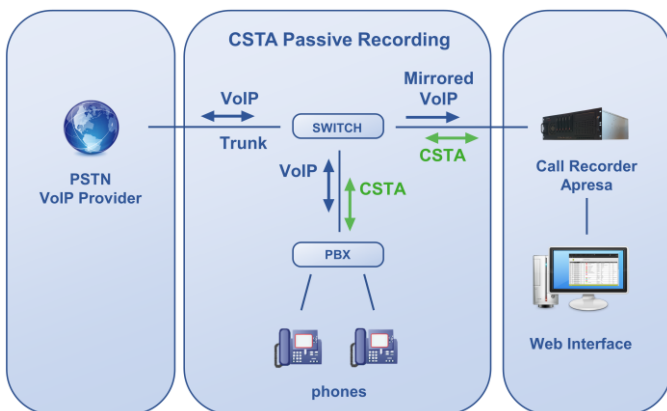 CSTA Passive Recording
PSTN
VoIP Provider
VoIP
Trunk
SWITCH
Mirrored
VoIP
CSTA
VoIP
CSTA
PBX
phones
Call Recorder
Apresa
Web Interface